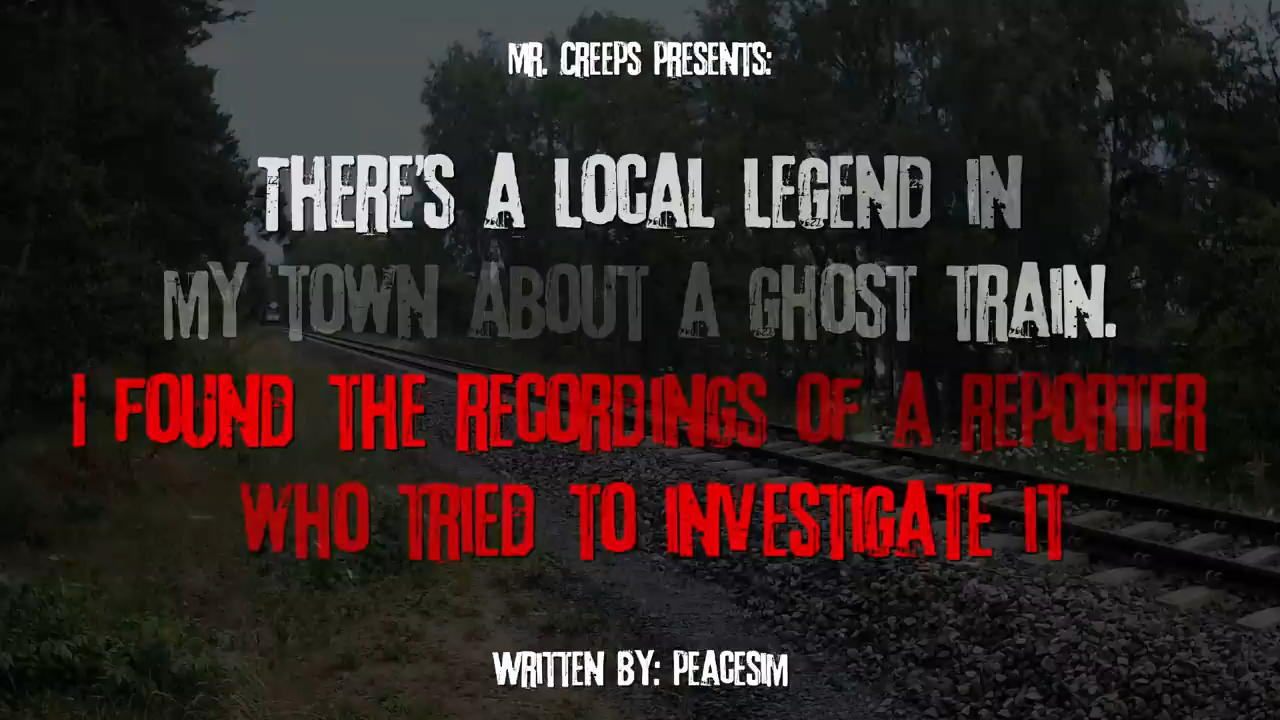 MR. CREEPS PRESENTS:
THERE'S A LOCAL LEGEND IN
MY TOWN ABOUT A GHOST TRAIN.
I FOUND THE RECORDINGS OF A REPORTER
WHO TRIED TO INVESTIGATE IT
WRITTEN BY: PEACESIM